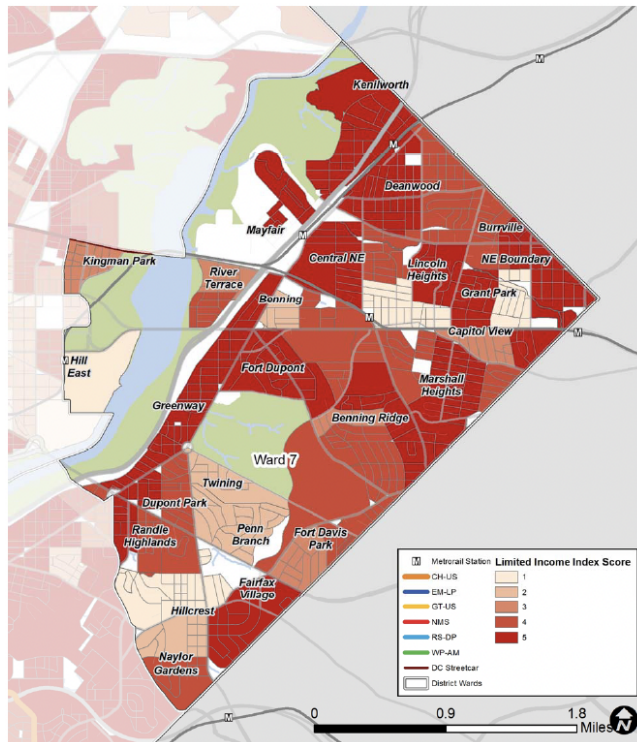 M
Kenilworth
M
Deanwood
Mayfair
M
Burrville
Kingman Park
Central NE
NE Boundary
River
Terrace
Lincoln
Heights
Grant Park
Benning
M
Capitol View
M
M
Hill
East
Fort Dupont
Marshall
Heights
Greenway
Benning Ridge
Ward 7
Twining
Dupont Park
Penn
Branch
Randle
Highlands
Fort Davis
Park
Fairfax
Village
Hillcrest
Naylor
Gardens
M
M Metrorail Station Limited Income Index Score
CH-US 1
EM-LP 2
GT-US 3
NMS 4
RS-DP 5
WP-AM
DC Streetcar
District Wards
0 0.9 1.8
Miles
N